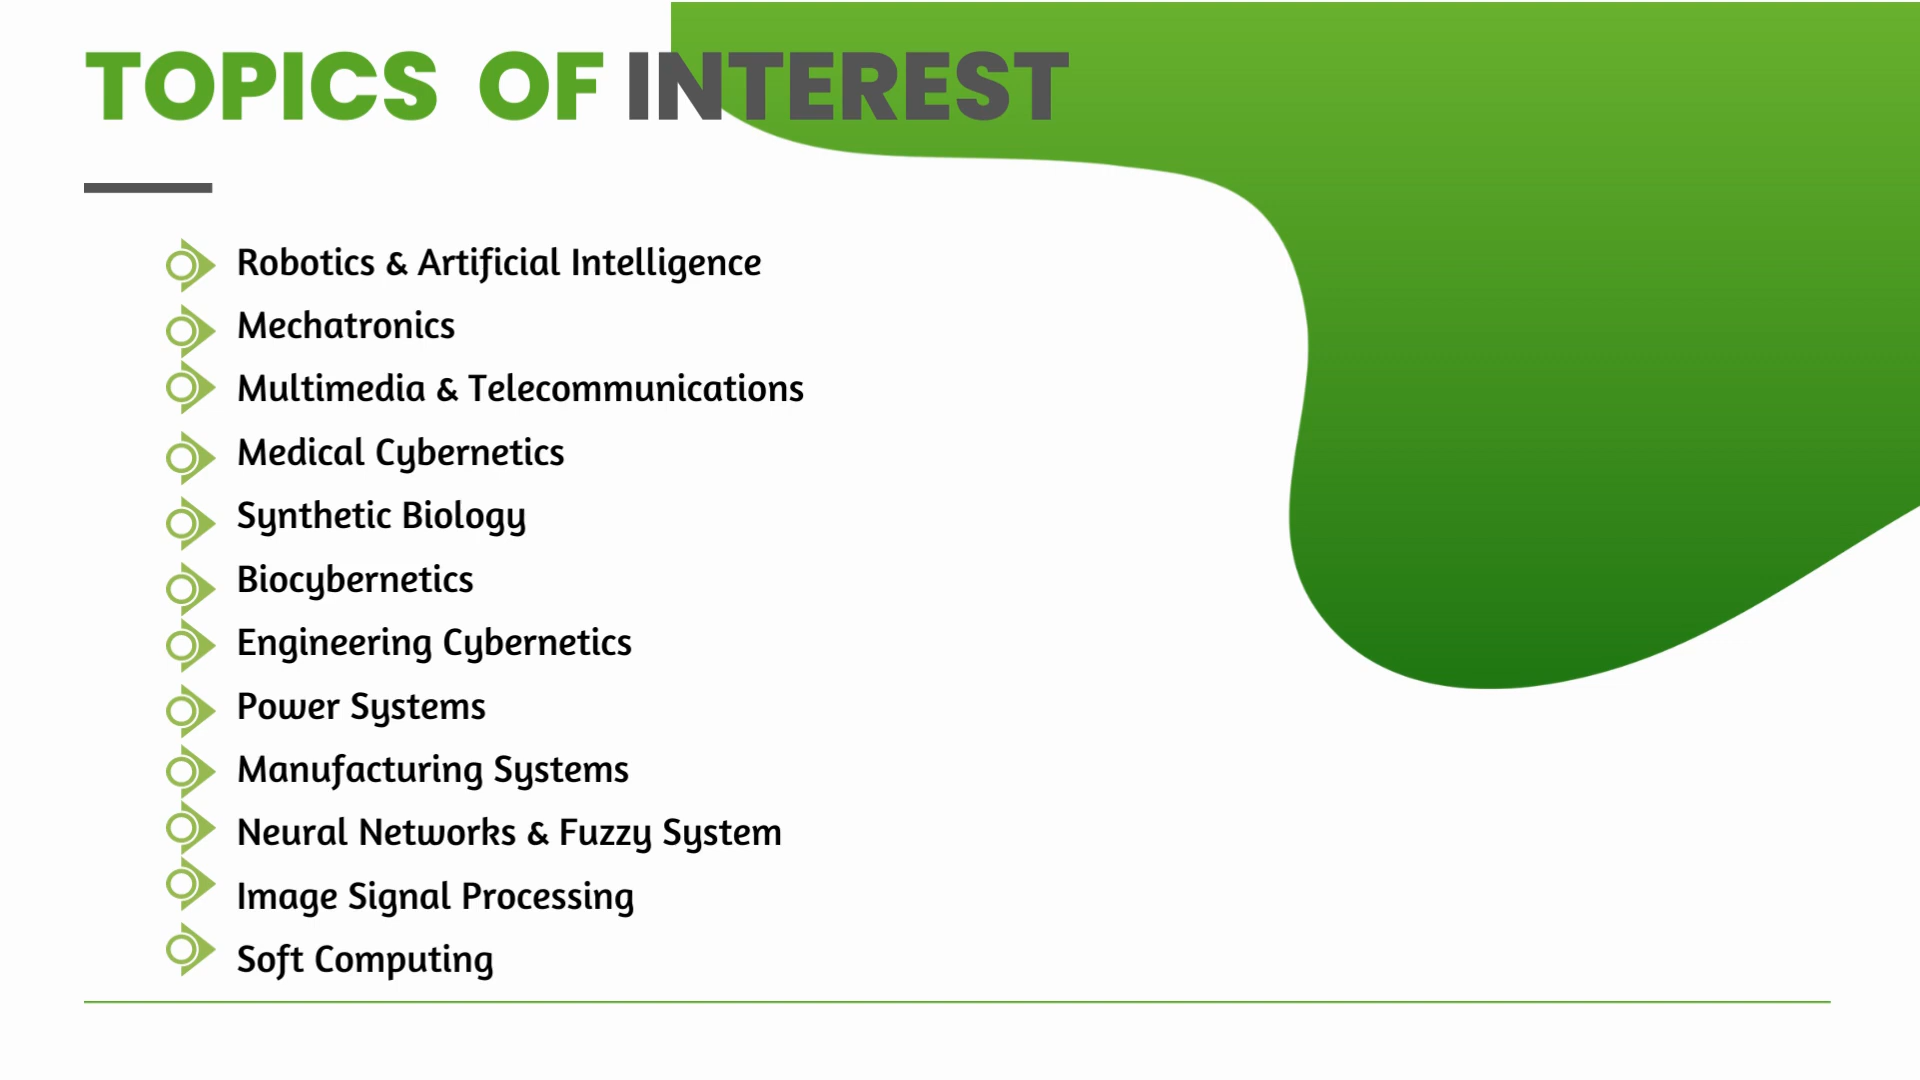 TOPICS OF INTEREST
Robotics & Artificial Intelligence
Mechatronics
Multimedia & Telecommunications
Medical Cybernetics
Synthetic Biology
Biocybernetics
Engineering Cybernetics
Power Systems
Manufacturing Systems
Neural Networks & Fuzzy System
Image Signal Processing
Soft Computing